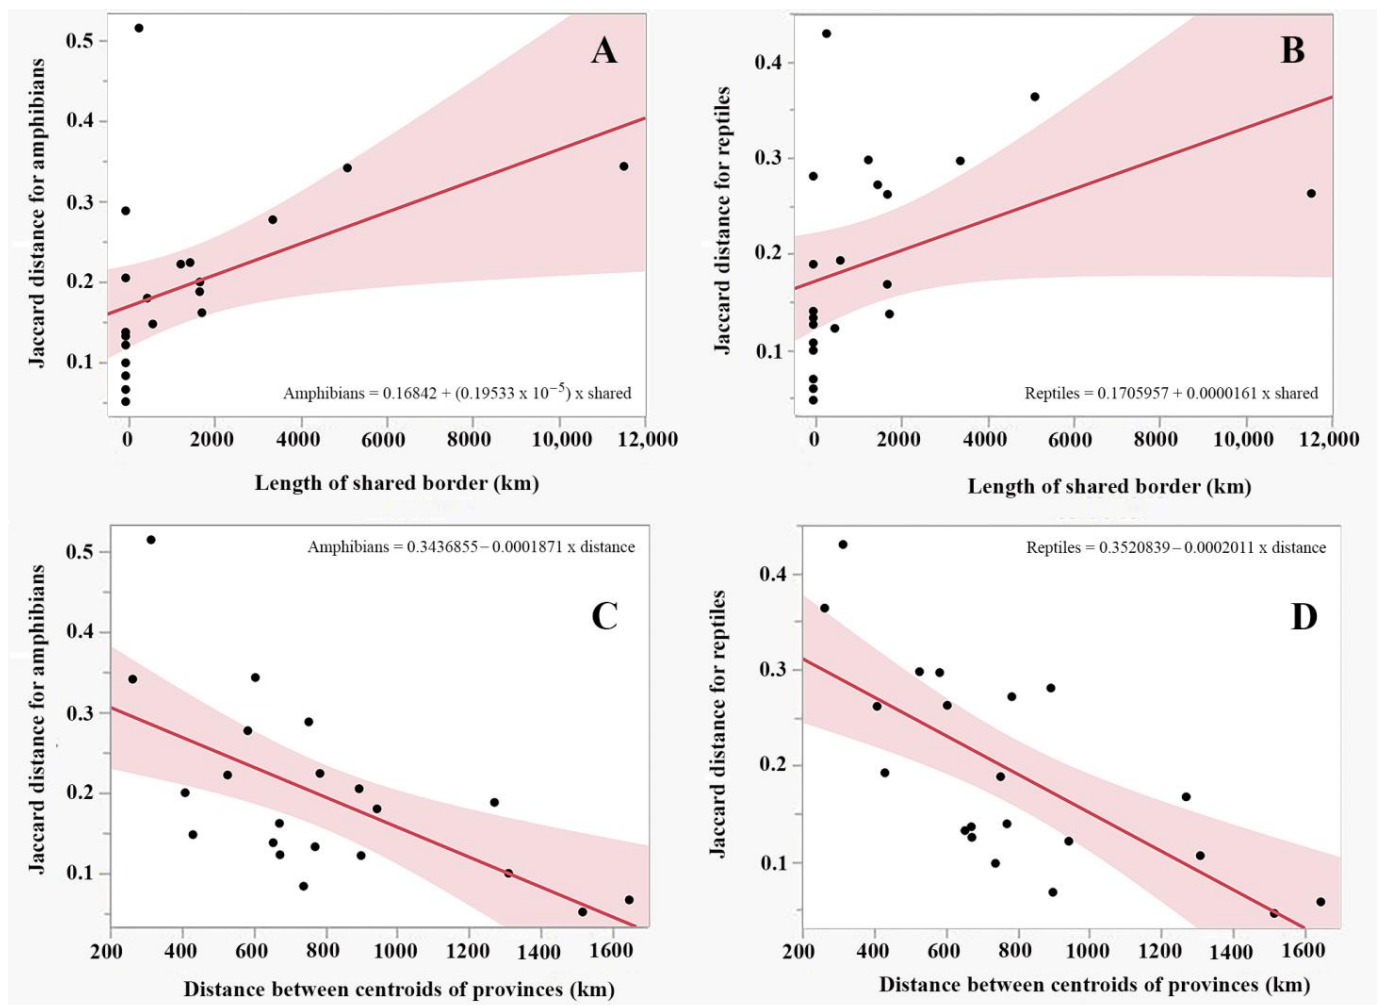 A
Jaccard distance for amphibians
0.5
0.4
0.3
0.2
0.1
Amphibians = 0.16842 + (0.19533 x 10−5) x shared
0 2000 4000 6000 8000 10,000 12,000
Length of shared border (km)
B
Jaccard distance for reptiles
0.4
0.3
0.2
0.1
Reptiles = 0.1705957 + 0.0000161 x shared
0 2000 4000 6000 8000 10,000 12,000
Length of shared border (km)
Amphibians = 0.3436855 – 0.0001871 x distance
C
Jaccard distance for amphibians
0.5
0.4
0.3
0.2
0.1
200 400 600 800 1000 1200 1400 1600
Distance between centroids of provinces (km)
Reptiles = 0.3520839 – 0.0002011 x distance
D
Jaccard distance for reptiles
0.4
0.3
0.2
0.1
200 400 600 800 1000 1200 1400 1600
Distance between centroids of provinces (km)